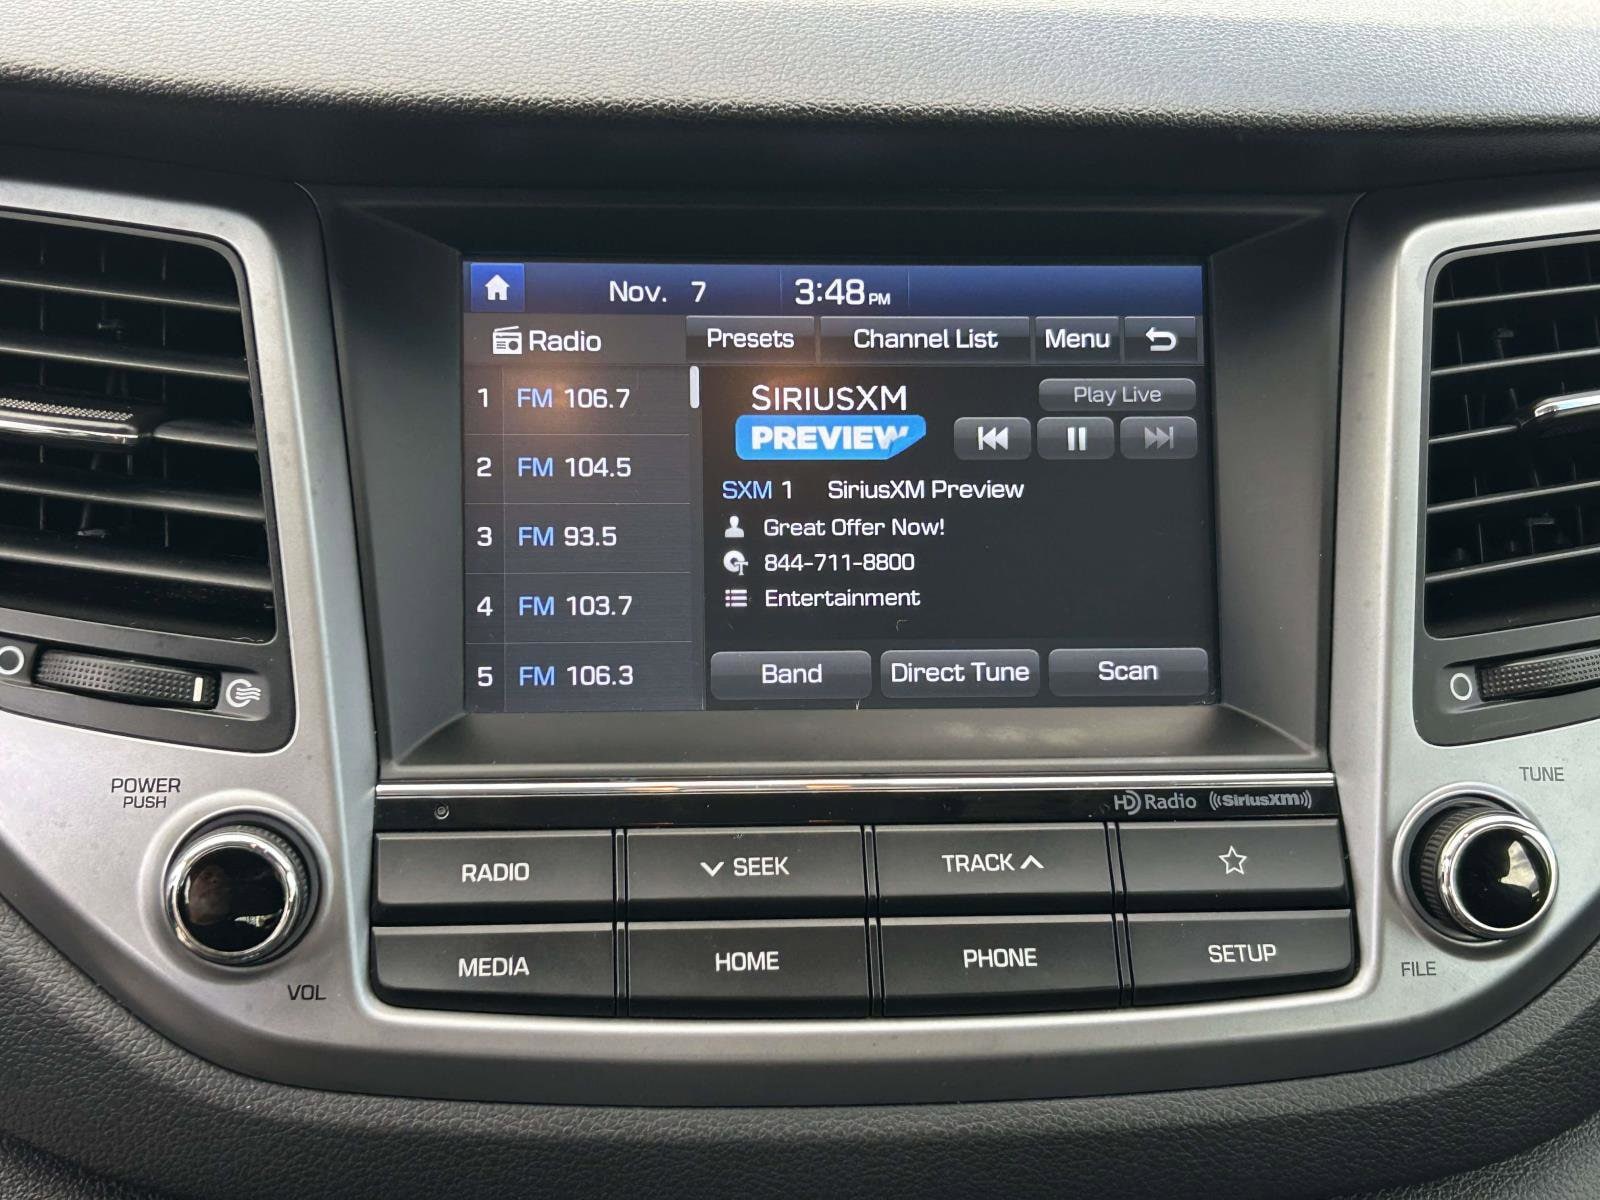 Nov. 7 3:48 PM
Radio Presets Channel List Menu
1 FM 106.7
2 FM 104.5
3 FM 93.5
4 FM 103.7
5 FM 106.3
SIRIUSXM
PREVIEW
Play Live
SXM 1 SiriusXM Preview
Great Offer Now!
844-711-8800
Entertainment
Band Direct Tune Scan
HD Radio ((SiriusXM))
POWER
PUSH
VOL
RADIO SEEK TRACK
MEDIA HOME PHONE SETUP
TUNE
FILE